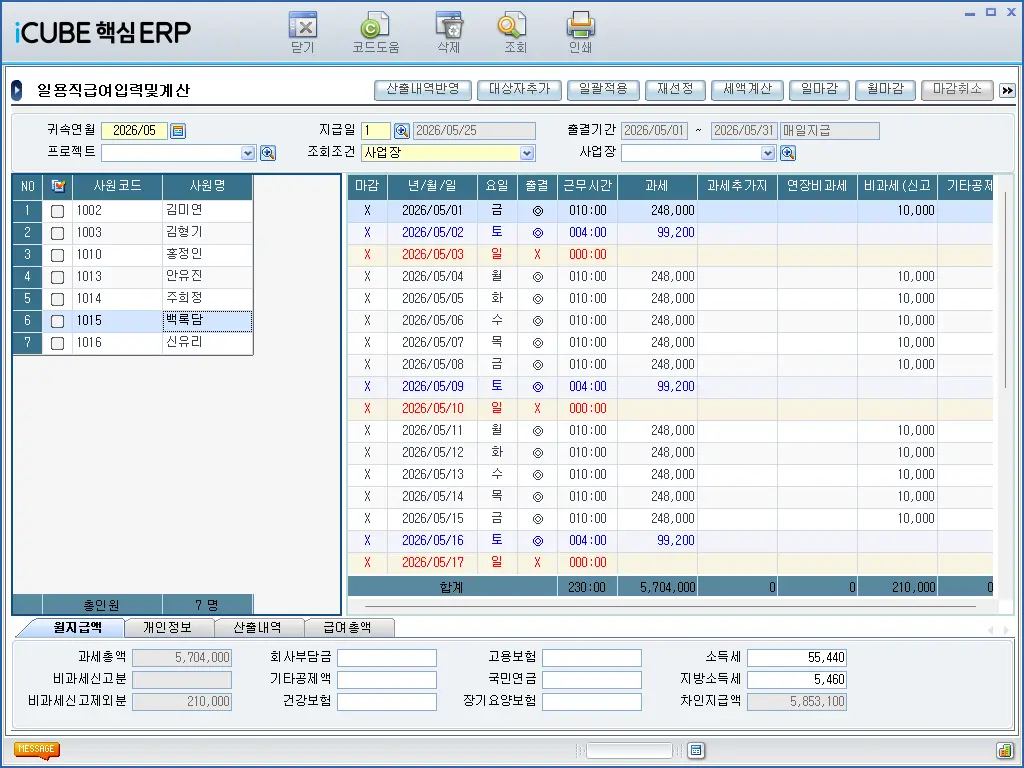 iCUBE 핵심 ERP
닫기 코드도움 삭제 조회 인쇄
일용직급여입력및계산
산출내역반영 대상자추가 일괄적용 재선정 세액계산 일마감 월마감 마감취소
귀속연월 2026/05 지급일 1 2026/05/25 출결기간 2026/05/01 ~ 2026/05/31 매일지급
프로젝트 조회조건 사업장 사업장
NO 사원코드 사원명
1 1002 김미연
2 1003 김형기
3 1010 홍정인
4 1013 안유진
5 1014 주희정
6 1015 백록담
7 1016 신유리
총인원 7 명
마감 년/월/일 요일 출결 근무시간 과세 과세추가지 연장비과세 비과세(신고 기타공제
X 2026/05/01 금 ◎ 010:00 248,000 10,000
X 2026/05/02 토 ◎ 004:00 99,200
X 2026/05/03 일 X 000:00
X 2026/05/04 월 ◎ 010:00 248,000 10,000
X 2026/05/05 화 ◎ 010:00 248,000 10,000
X 2026/05/06 수 ◎ 010:00 248,000 10,000
X 2026/05/07 목 ◎ 010:00 248,000 10,000
X 2026/05/08 금 ◎ 010:00 248,000 10,000
X 2026/05/09 토 ◎ 004:00 99,200
X 2026/05/10 일 X 000:00
X 2026/05/11 월 ◎ 010:00 248,000 10,000
X 2026/05/12 화 ◎ 010:00 248,000 10,000
X 2026/05/13 수 ◎ 010:00 248,000 10,000
X 2026/05/14 목 ◎ 010:00 248,000 10,000
X 2026/05/15 금 ◎ 010:00 248,000 10,000
X 2026/05/16 토 ◎ 004:00 99,200
X 2026/05/17 일 X 000:00
합계 230:00 5,704,000 0 0 210,000 0
월지급액 개인정보 산출내역 급여총액
과세총액 5,704,000 회사부담금 고용보험 소득세 55,440
비과세신고분 기타공제액 국민연금 지방소득세 5,460
비과세신고제외분 210,000 건강보험 장기요양보험 차인지급액 5,853,100
MESSAGE